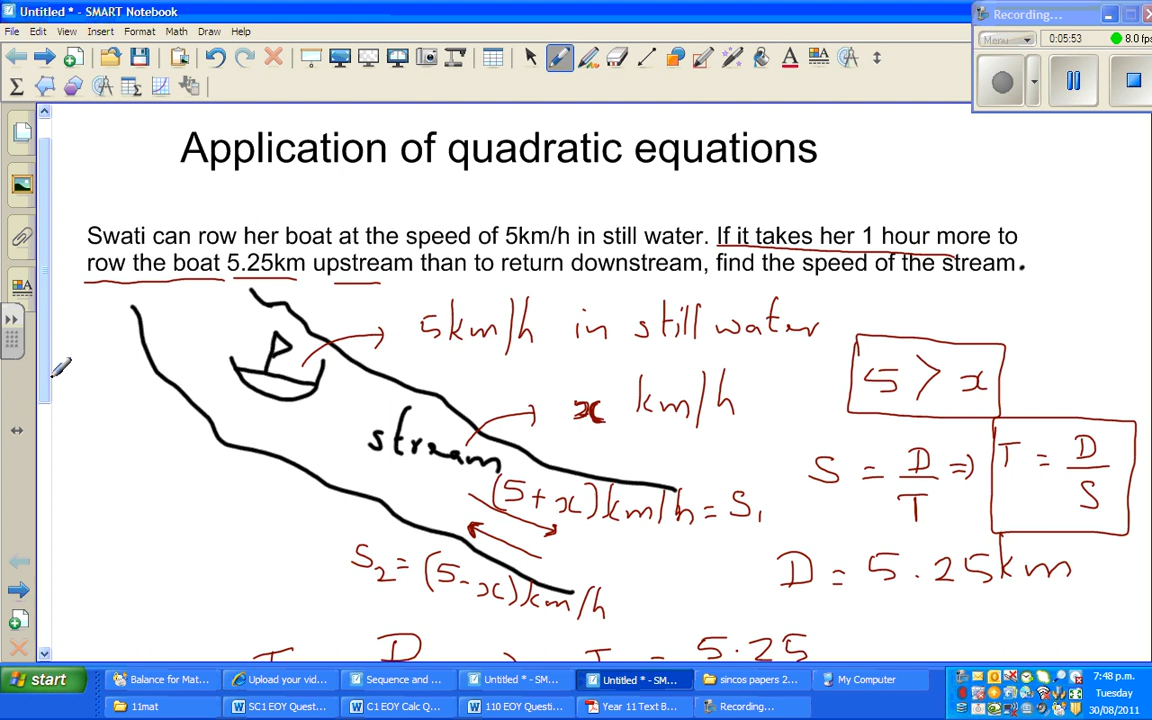 Untitled * - SMART Notebook
Recording...
File Edit View Insert Format Math Draw Help
Menu
0:05:53
8.0 fps
Application of quadratic equations
Swati can row her boat at the speed of 5km/h in still water. If it takes her 1 hour more to
row the boat 5.25km upstream than to return downstream, find the speed of the stream.
5km/h in still water
5 > x
x km/h
stream
S = D/T ⇒ T = D/S
(5+x)km/h = S₁
S₂ = (5-x)km/h
D = 5.25km
D
5.25
start
Balance for Mat...
Upload your vid...
Sequence and ...
Untitled * - SM...
Untitled * - SM...
sincos papers 2...
My Computer
7:48 p.m.
Tuesday
11mat
SC1 EOY Quest...
C1 EOY Calc Q...
110 EOY Questi...
Year 11 Text B...
Recording...
30/08/2011